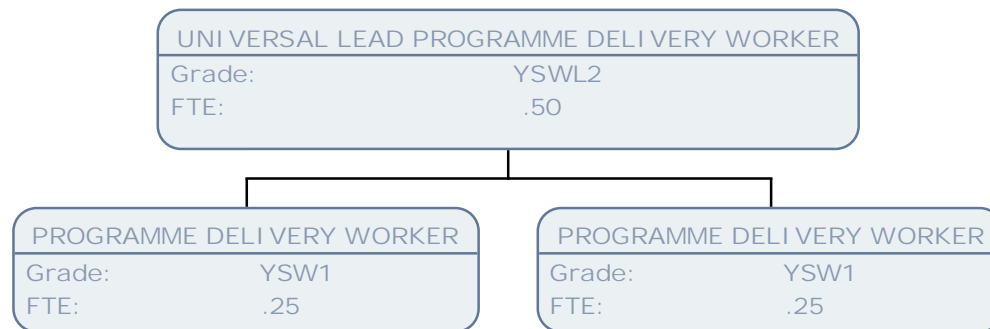 UNIVERSAL LEAD PROGRAMME DELIVERY WORKER
Grade: YSWL2
FTE: .50
PROGRAMME DELIVERY WORKER
Grade: YSW1
FTE: .25
PROGRAMME DELIVERY WORKER
Grade: YSW1
FTE: .25